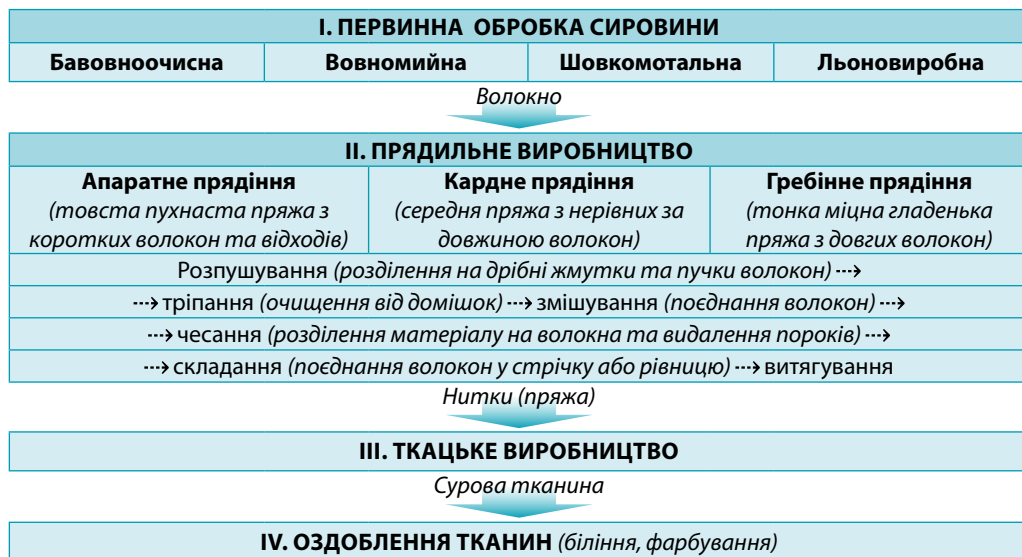 І. ПЕРВИННА ОБРОБКА СИРОВИНИ
Бавовноочисна Вовномийна Шовкомотальна Льоновиробна
Волокно
ІІ. ПРЯДИЛЬНЕ ВИРОБНИЦТВО
Апаратне прядіння Кардне прядіння Гребінне прядіння
(товста пухнаста пряжа з (середня пряжа з нерівних за (тонка міцна гладенька
коротких волокон та відходів) довжиною волокон) пряжа з довгих волокон)
Розпушування (розділення на дрібні жмутки та пучки волокон) ⤑
⤑ тріпання (очищення від домішок) ⤑ змішування (поєднання волокон) ⤑
⤑ чесання (розділення матеріалу на волокна та видалення пороків) ⤑
⤑ складання (поєднання волокон у стрічку або рівницю) ⤑ витягування
Нитки (пряжа)
ІІІ. ТКАЦЬКЕ ВИРОБНИЦТВО
Сурова тканина
IV. ОЗДОБЛЕННЯ ТКАНИН (біління, фарбування)